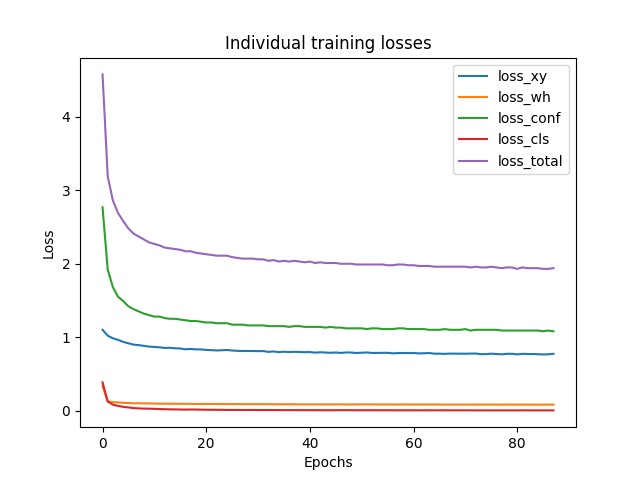 Individual training losses
loss_xy
loss_wh
loss_conf
loss_cls
loss_total
Loss
4
3
2
1
0
0 20 40 60 80
Epochs